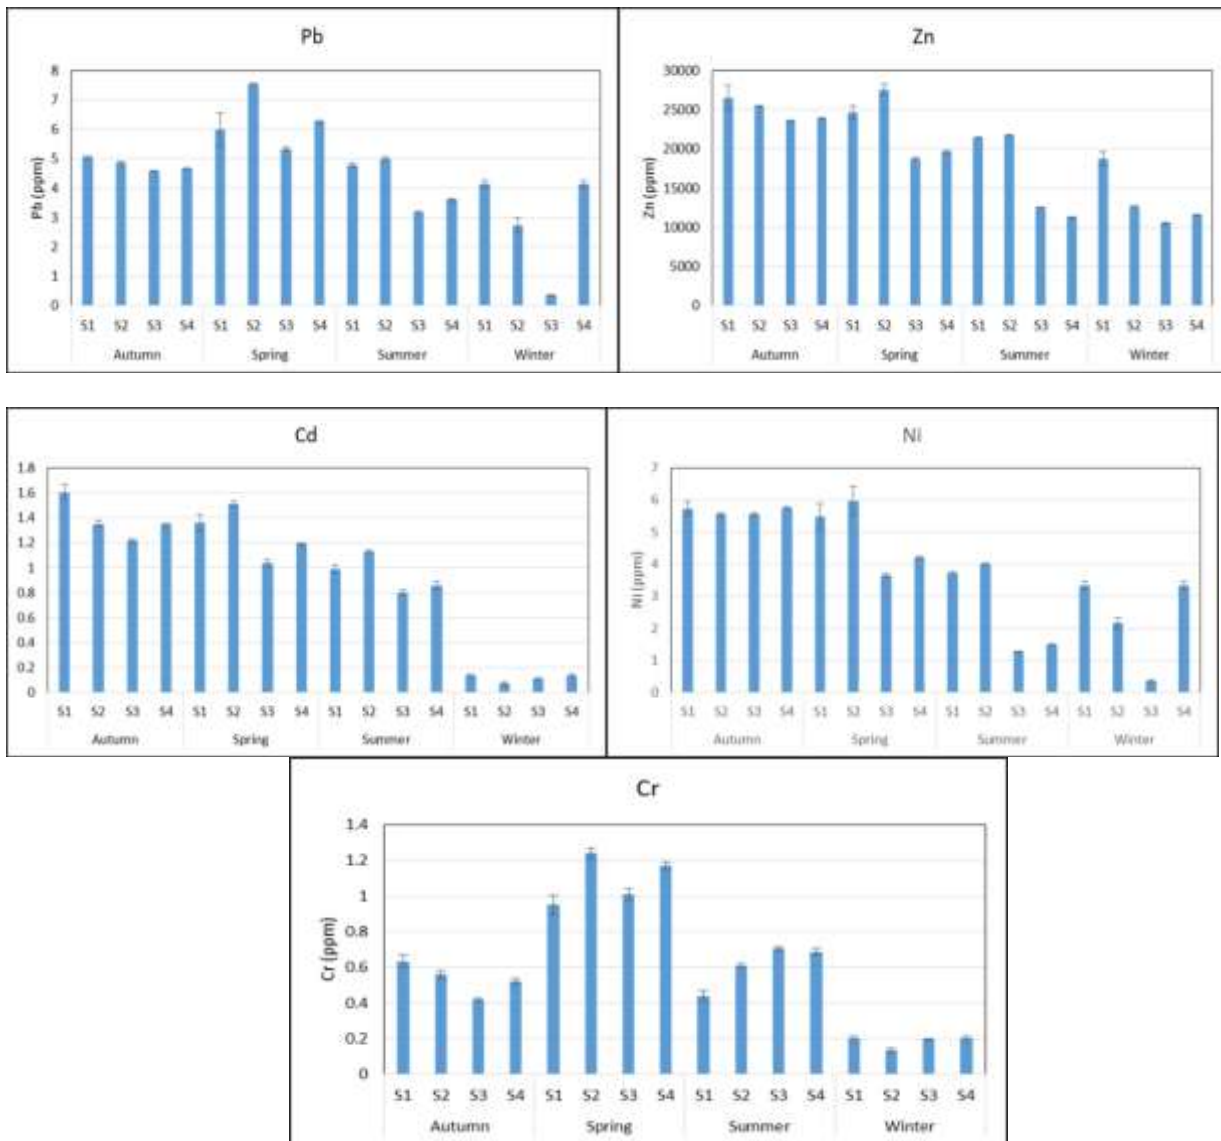 Pb
Pb (ppm)
8
7
6
5
4
3
2
1
0
S1 S2 S3 S4 S1 S2 S3 S4 S1 S2 S3 S4 S1 S2 S3 S4
Autumn Spring Summer Winter
Zn
Zn (ppm)
30000
25000
20000
15000
10000
5000
0
S1 S2 S3 S4 S1 S2 S3 S4 S1 S2 S3 S4 S1 S2 S3 S4
Autumn Spring Summer Winter
Cd
1.8
1.6
1.4
1.2
1
0.8
0.6
0.4
0.2
0
S1 S2 S3 S4 S1 S2 S3 S4 S1 S2 S3 S4 S1 S2 S3 S4
Autumn Spring Summer Winter
Ni
Ni (ppm)
7
6
5
4
3
2
1
0
S1 S2 S3 S4 S1 S2 S3 S4 S1 S2 S3 S4 S1 S2 S3 S4
Autumn Spring Summer Winter
Cr
Cr (ppm)
1.4
1.2
1
0.8
0.6
0.4
0.2
0
S1 S2 S3 S4 S1 S2 S3 S4 S1 S2 S3 S4 S1 S2 S3 S4
Autumn Spring Summer Winter